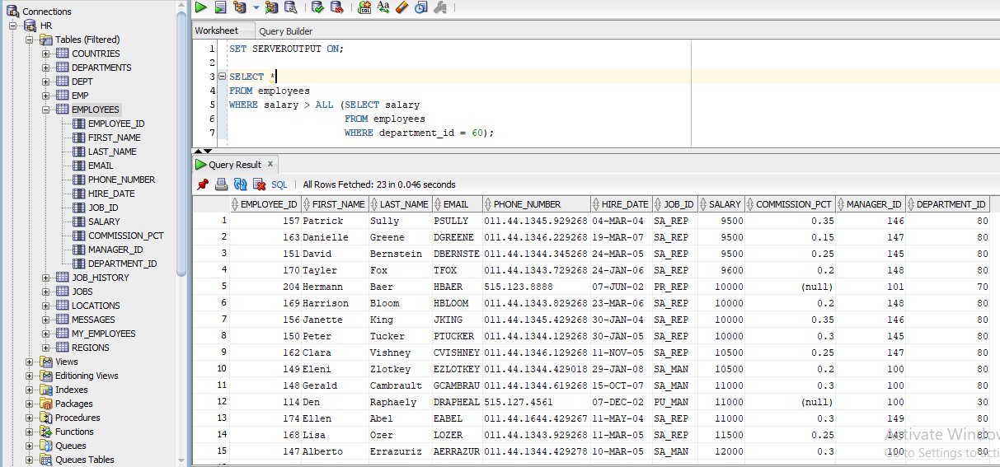 Connections
HR
Tables (Filtered)
COUNTRIES
DEPARTMENTS
DEPT
EMP
EMPLOYEES
EMPLOYEE_ID
FIRST_NAME
LAST_NAME
EMAIL
PHONE_NUMBER
HIRE_DATE
JOB_ID
SALARY
COMMISSION_PCT
MANAGER_ID
DEPARTMENT_ID
JOB_HISTORY
JOBS
LOCATIONS
MESSAGES
MY_EMPLOYEES
REGIONS
Views
Editioning Views
Indexes
Packages
Procedures
Functions
Queues
Queues Tables
Worksheet Query Builder
1 SET SERVEROUTPUT ON;
2
3 SELECT *
4 FROM employees
5 WHERE salary > ALL (SELECT salary
6 FROM employees
7 WHERE department_id = 60);
Query Result x
SQL | All Rows Fetched: 23 in 0.046 seconds
EMPLOYEE_ID FIRST_NAME LAST_NAME EMAIL PHONE_NUMBER HIRE_DATE JOB_ID SALARY COMMISSION_PCT MANAGER_ID DEPARTMENT_ID
1 157 Patrick Sully PSULLY 011.44.1345.929268 04-MAR-04 SA_REP 9500 0.35 146 80
2 163 Danielle Greene DGREENE 011.44.1346.229268 19-MAR-07 SA_REP 9500 0.15 147 80
3 151 David Bernstein DBERNSTE 011.44.1344.345268 24-MAR-05 SA_REP 9500 0.25 145 80
4 170 Tayler Fox TFOX 011.44.1343.729268 24-JAN-06 SA_REP 9600 0.2 148 80
5 204 Hermann Baer HBAER 515.123.8888 07-JUN-02 PR_REP 10000 (null) 101 70
6 169 Harrison Bloom HBLOOM 011.44.1343.829268 23-MAR-06 SA_REP 10000 0.2 148 80
7 156 Janette King JKING 011.44.1345.429268 30-JAN-04 SA_REP 10000 0.35 146 80
8 150 Peter Tucker PTUCKER 011.44.1344.129268 30-JAN-05 SA_REP 10000 0.3 145 80
9 162 Clara Vishney CVISHNEY 011.44.1346.129268 11-NOV-05 SA_REP 10500 0.25 147 80
10 149 Eleni Zlotkey EZLOTKEY 011.44.1344.429018 29-JAN-08 SA_MAN 10500 0.2 100 80
11 148 Gerald Cambrault GCAMBRAU 011.44.1344.619268 15-OCT-07 SA_MAN 11000 0.3 100 80
12 114 Den Raphaely DRAPHEAL 515.127.4561 07-DEC-02 PU_MAN 11000 (null) 100 30
13 174 Ellen Abel EABEL 011.44.1644.429267 11-MAY-04 SA_REP 11000 0.3 149 80
14 168 Lisa Ozer LOZER 011.44.1343.929268 11-MAR-05 SA_REP 11500 0.25 148 80
15 147 Alberto Errazuriz AERRAZUR 011.44.1344.429278 10-MAR-05 SA_MAN 12000 0.3 100 80
Activate Windov
Go to Settings to acti